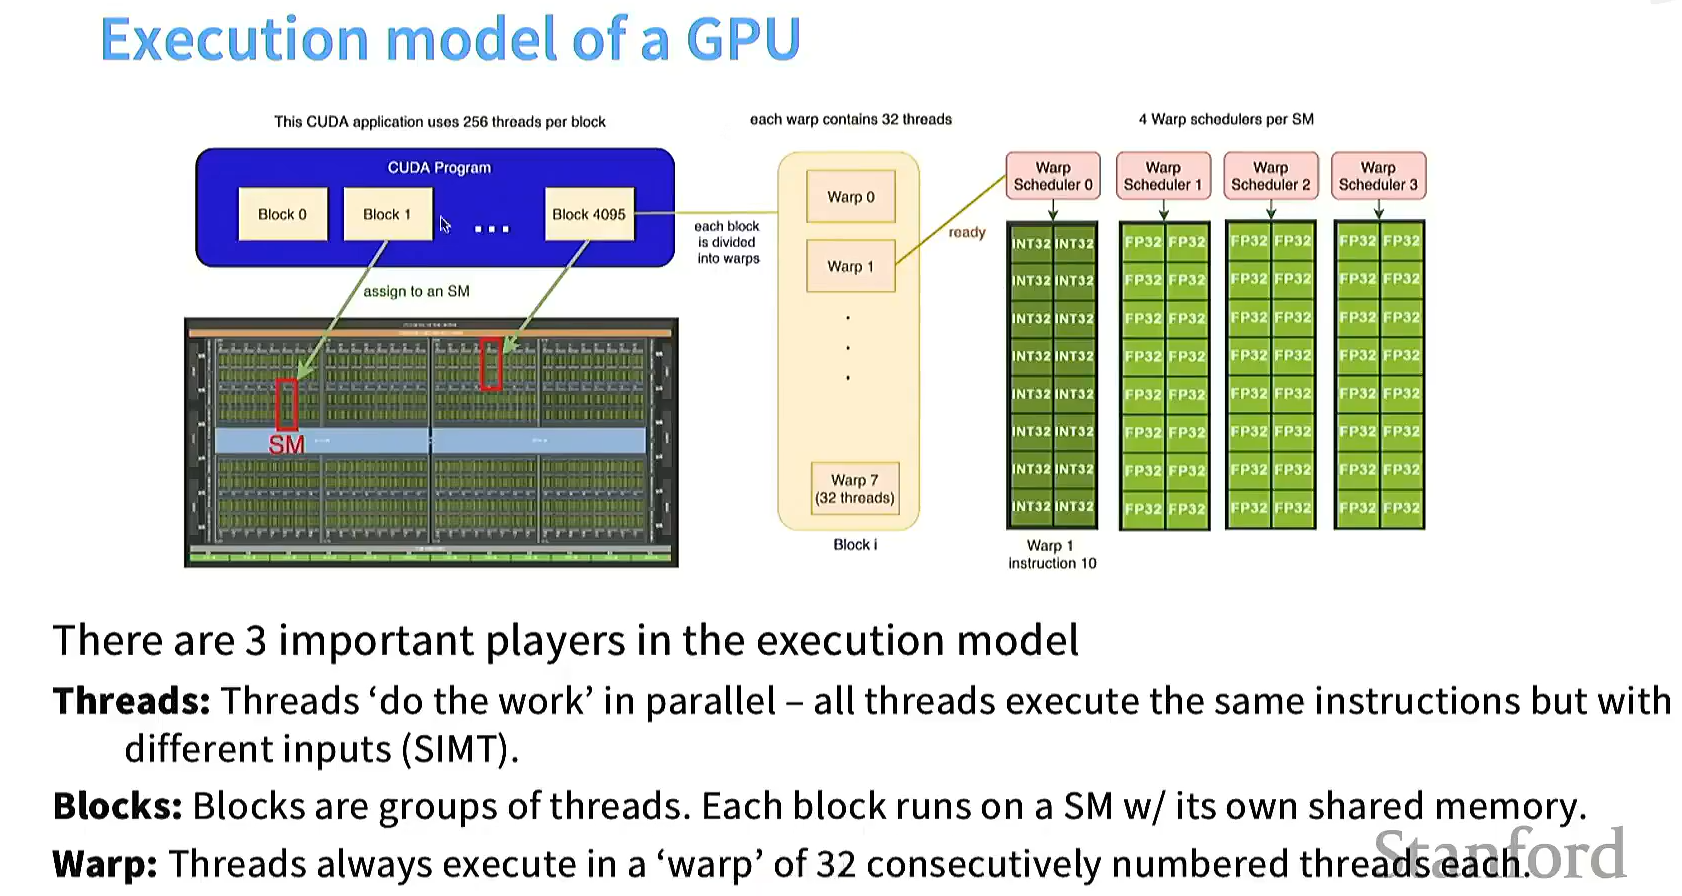 Execution model of a GPU
This CUDA application uses 256 threads per block
CUDA Program
Block 0
Block 1
...
Block 4095
assign to an SM
SM
each block
is divided
into warps
each warp contains 32 threads
Warp 0
Warp 1
.
.
.
Warp 7
(32 threads)
Block i
ready
4 Warp schedulers per SM
Warp
Scheduler 0
Warp
Scheduler 1
Warp
Scheduler 2
Warp
Scheduler 3
INT32 INT32 FP32 FP32 FP32 FP32 FP32 FP32
INT32 INT32 FP32 FP32 FP32 FP32 FP32 FP32
INT32 INT32 FP32 FP32 FP32 FP32 FP32 FP32
INT32 INT32 FP32 FP32 FP32 FP32 FP32 FP32
INT32 INT32 FP32 FP32 FP32 FP32 FP32 FP32
INT32 INT32 FP32 FP32 FP32 FP32 FP32 FP32
INT32 INT32 FP32 FP32 FP32 FP32 FP32 FP32
INT32 INT32 FP32 FP32 FP32 FP32 FP32 FP32
Warp 1
instruction 10
There are 3 important players in the execution model
Threads: Threads ‘do the work’ in parallel – all threads execute the same instructions but with
different inputs (SIMT).
Blocks: Blocks are groups of threads. Each block runs on a SM w/ its own shared memory.
Warp: Threads always execute in a ‘warp’ of 32 consecutively numbered threads each.
Stanford